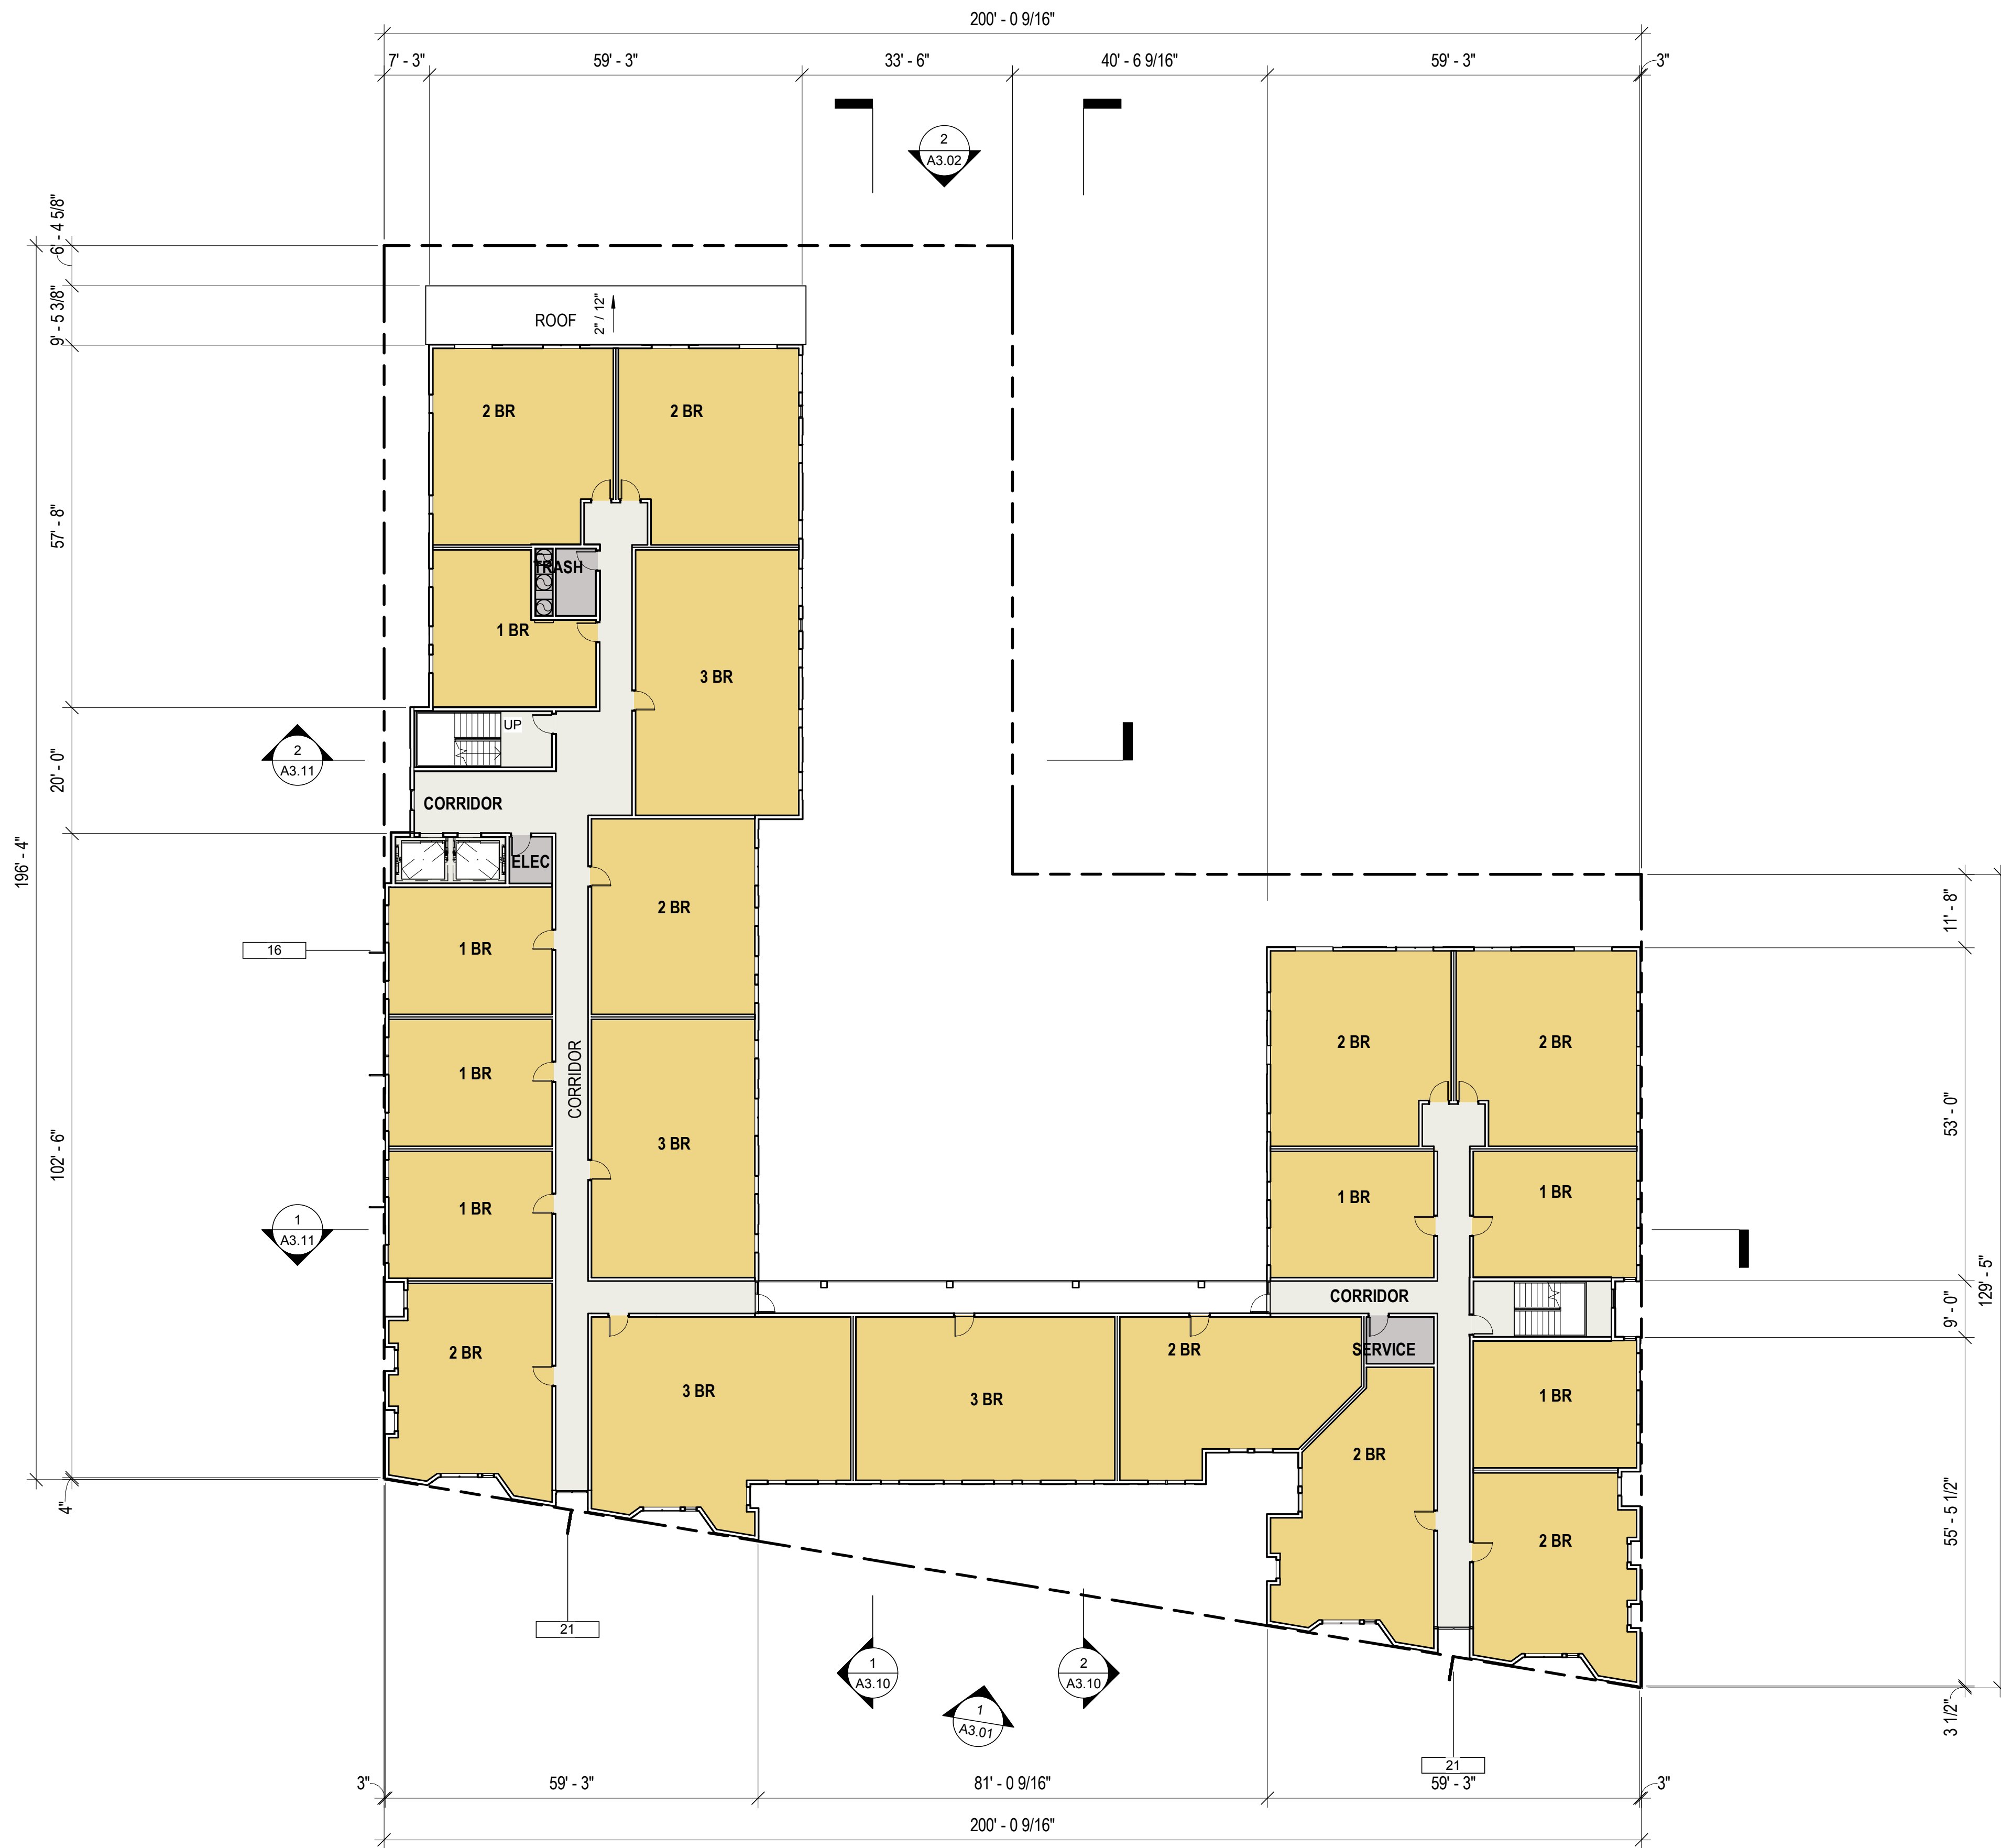 200' - 0 9/16"
7' - 3"
59' - 3"
33' - 6"
40' - 6 9/16"
59' - 3"
3"
2
A3.02
6' - 4 5/8"
9' - 5 3/8"
57' - 8"
20' - 0"
102' - 6"
4"
196' - 4"
ROOF
2" / 12"
2 BR
2 BR
TRASH
1 BR
3 BR
UP
2
A3.11
CORRIDOR
ELEC
2 BR
1 BR
16
1 BR
CORRIDOR
3 BR
1 BR
1
A3.11
2 BR
3 BR
3 BR
2 BR
2 BR
2 BR
1 BR
1 BR
CORRIDOR
SERVICE
1 BR
2 BR
2 BR
11' - 8"
53' - 0"
9' - 0"
55' - 5 1/2"
3 1/2"
129' - 5"
21
1
A3.10
2
A3.10
1
A3.01
21
3"
59' - 3"
81' - 0 9/16"
59' - 3"
3"
200' - 0 9/16"